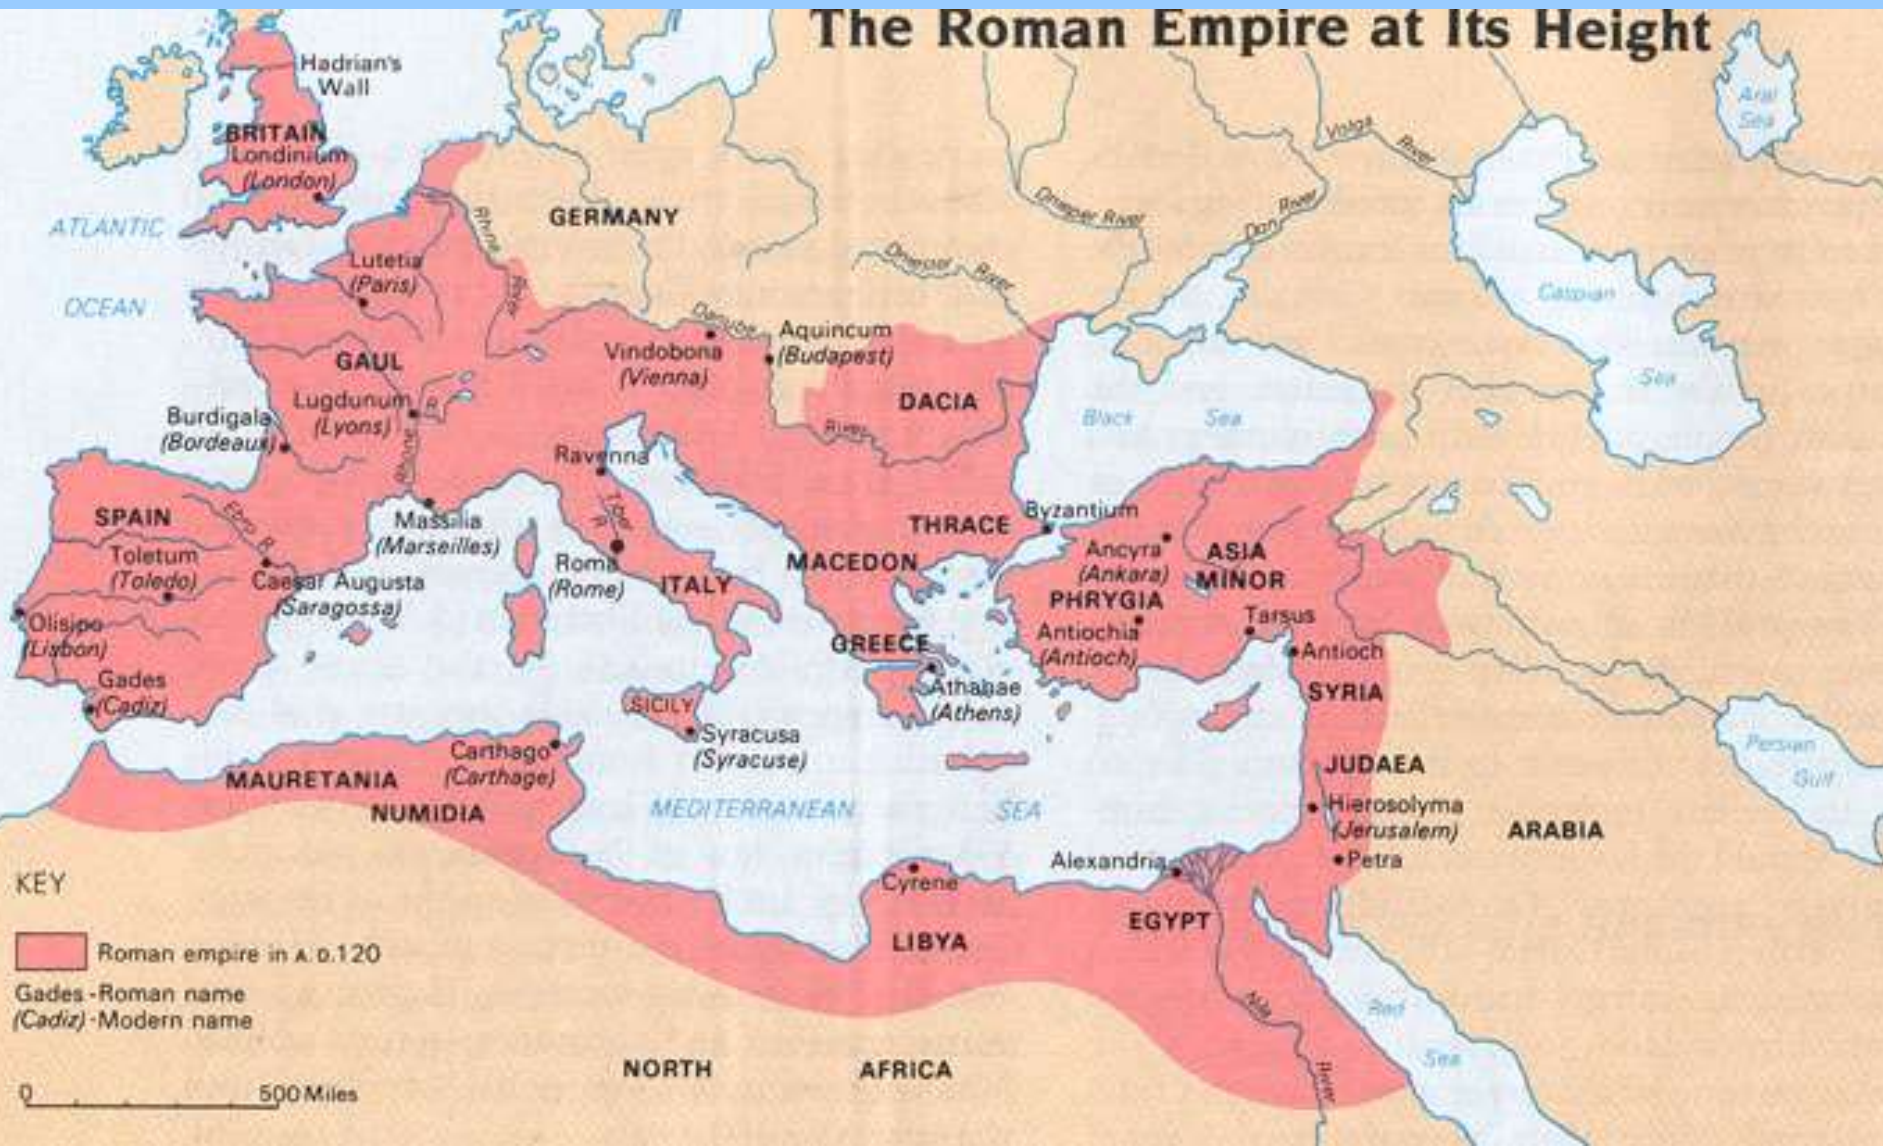 The Roman Empire at Its Height
Hadrian's
Wall
BRITAIN
Londinium
(London)
ATLANTIC
OCEAN
GERMANY
Rhine
River
Lutetia
(Paris)
GAUL
Lugdunum
(Lyons)
Burdigala
(Bordeaux)
Rhone
R.
Danube
River
Vindobona
(Vienna)
Aquincum
(Budapest)
DACIA
Dnieper River
Dniester River
Don River
Volga
River
Aral
Sea
Caspian
Sea
Black Sea
Ravenna
Tiber
R.
Roma
(Rome)
ITALY
Massilia
(Marseilles)
SPAIN
Ebro R.
Toletum
(Toledo)
Caesar Augusta
(Saragossa)
Olisipo
(Lisbon)
Gades
(Cadiz)
THRACE
Byzantium
MACEDON
GREECE
Athanae
(Athens)
Ancyra
(Ankara)
ASIA
MINOR
PHRYGIA
Antiochia
(Antioch)
Tarsus
Antioch
SYRIA
SICILY
Syracusa
(Syracuse)
Carthago
(Carthage)
MAURETANIA
NUMIDIA
MEDITERRANEAN SEA
JUDAEA
Hierosolyma
(Jerusalem)
Petra
ARABIA
Persian
Gulf
Alexandria
Cyrene
LIBYA
EGYPT
Nile
River
Red
Sea
NORTH AFRICA
KEY
Roman empire in A.D.120
Gades -Roman name
(Cadiz) -Modern name
0 500 Miles